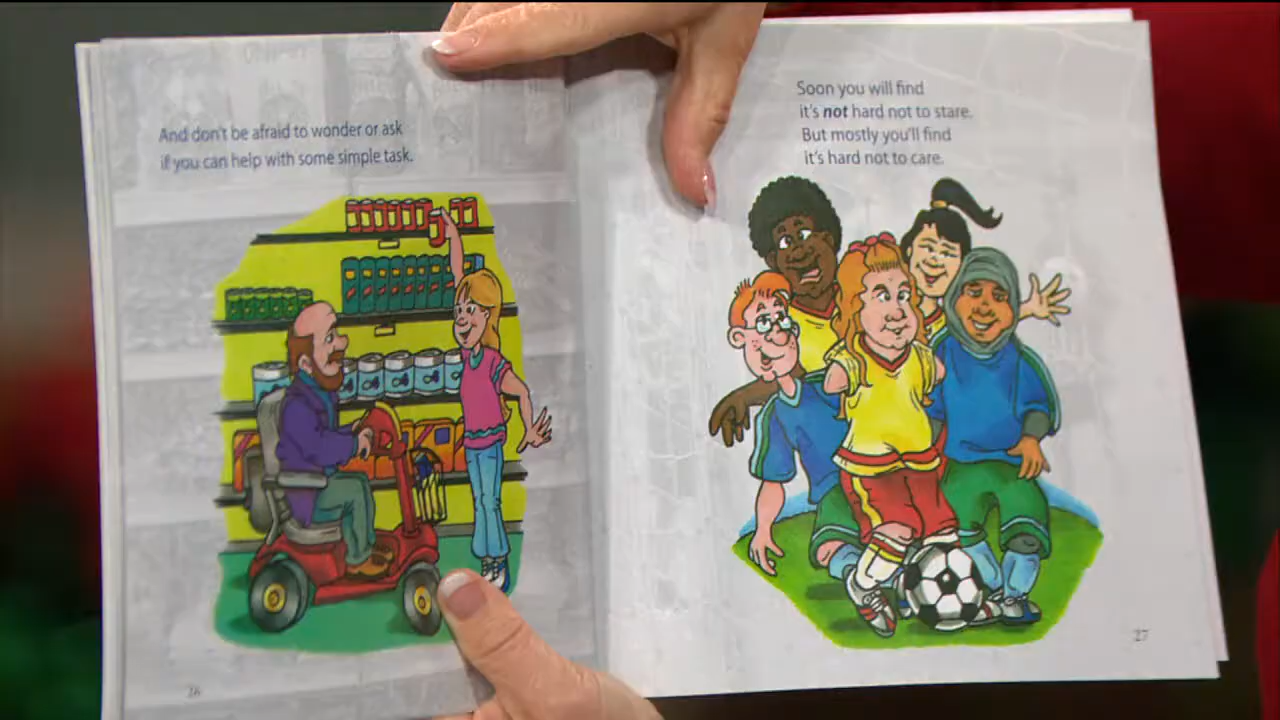 And don't be afraid to wonder or ask
if you can help with some simple task.
26
Soon you will find
it's not hard not to stare.
But mostly you'll find
it's hard not to care.
27